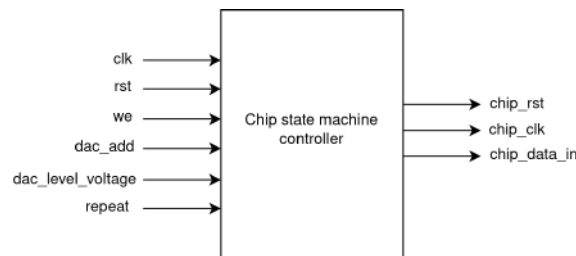 clk
rst
we
dac_add
dac_level_voltage
repeat
Chip state machine
controller
chip_rst
chip_clk
chip_data_in